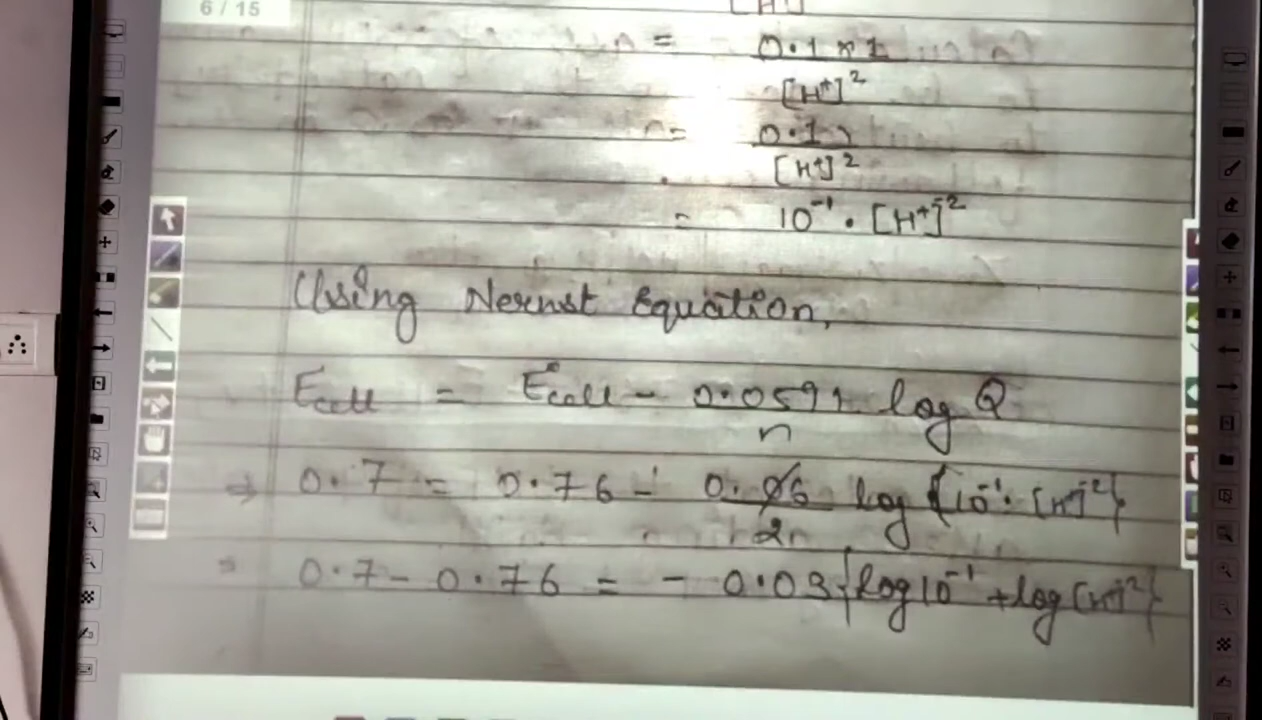 6 / 15
[H⁺]
= 0.1 × 1
[H⁺]²
= 0.1
[H⁺]²
= 10⁻¹ · [H⁺]⁻²
Using Nernst Equation,
Ecell = E°cell - 0.0591 log Q
n
⇒ 0.7 = 0.76 - 0.06 log {10⁻¹ · [H⁺]⁻²}
2
0.7 - 0.76 = - 0.03 {log 10⁻¹ + log [H⁺]⁻²}